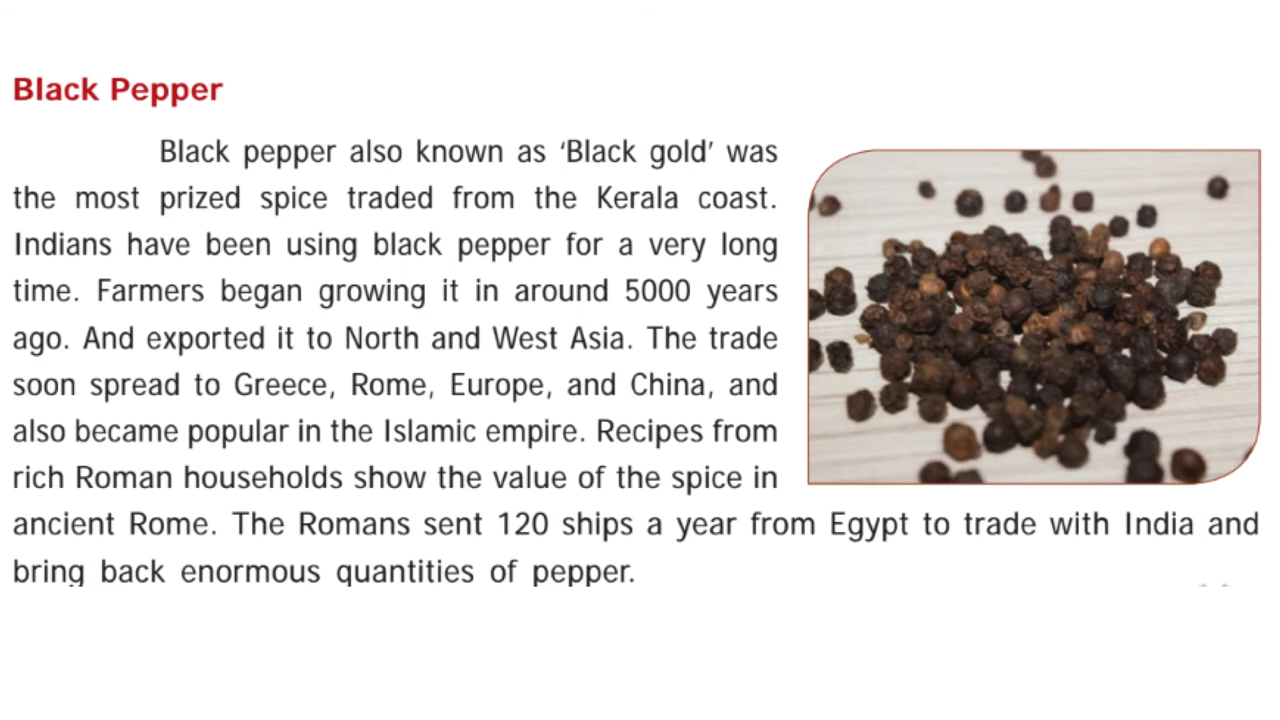 Black Pepper
Black pepper also known as ‘Black gold’ was
the most prized spice traded from the Kerala coast.
Indians have been using black pepper for a very long
time. Farmers began growing it in around 5000 years
ago. And exported it to North and West Asia. The trade
soon spread to Greece, Rome, Europe, and China, and
also became popular in the Islamic empire. Recipes from
rich Roman households show the value of the spice in
ancient Rome. The Romans sent 120 ships a year from Egypt to trade with India and
bring back enormous quantities of pepper.